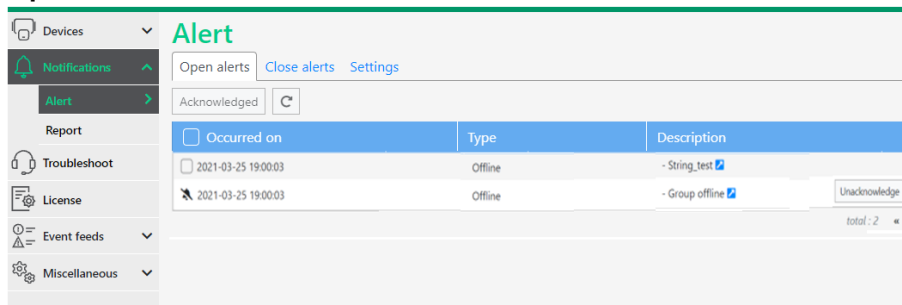 Devices
Notifications
Alert
Report
Troubleshoot
License
Event feeds
Miscellaneous
Alert
Open alerts Close alerts Settings
Acknowledged
Occurred on Type Description
2021-03-25 19:00:03 Offline - String_test
2021-03-25 19:00:03 Offline - Group offline Unacknowledge
total : 2 «